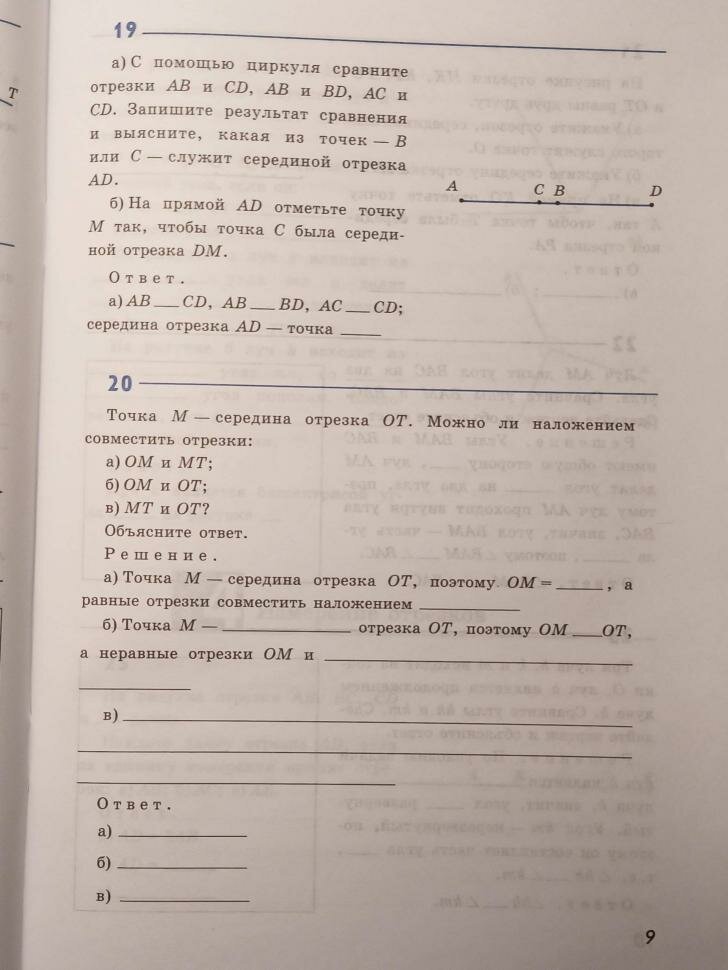 19
а) С помощью циркуля сравните
отрезки AB и CD, AB и BD, AC и
CD. Запишите результат сравнения
и выясните, какая из точек — B
или C — служит серединой отрезка
AD.
б) На прямой AD отметьте точку
M так, чтобы точка C была середи-
ной отрезка DM.
Ответ.
а) AB ___ CD, AB ___ BD, AC ___ CD;
середина отрезка AD — точка ____
A C B D
20
Точка M — середина отрезка OT. Можно ли наложением
совместить отрезки:
а) OM и MT;
б) OM и OT;
в) MT и OT?
Объясните ответ.
Решение.
а) Точка M — середина отрезка OT, поэтому OM = _____, а
равные отрезки совместить наложением __________
б) Точка M — _____________ отрезка OT, поэтому OM ___OT,
а неравные отрезки OM и ______________________________
___________
в) ___________________________________________________
Ответ.
а) _____________
б) _____________
в) _____________
9
T